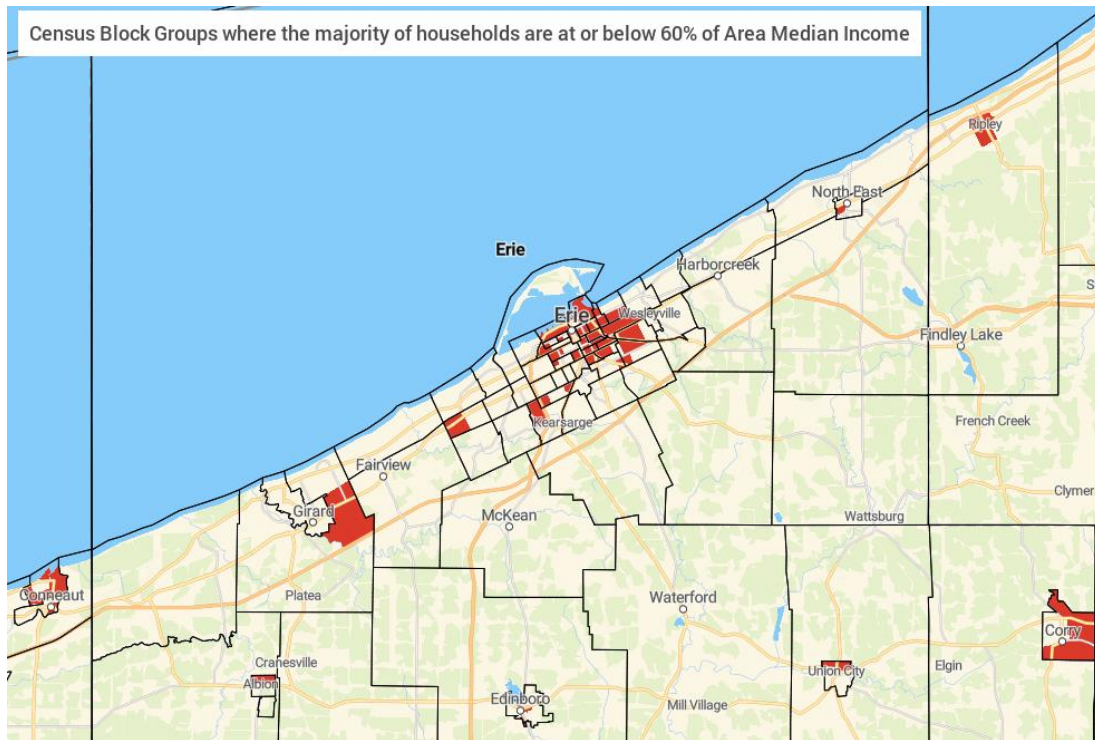 Census Block Groups where the majority of households are at or below 60% of Area Median Income
Ripley
North East
Erie
Harborcreek
Erie
Wesleyville
Findley Lake
French Creek
Kearsarge
Fairview
Clymer
Girard
McKean
Wattsburg
Conneaut
Platea
Waterford
Corry
Cranesville
Elgin
Union City
Albion
Edinboro
Mill Village